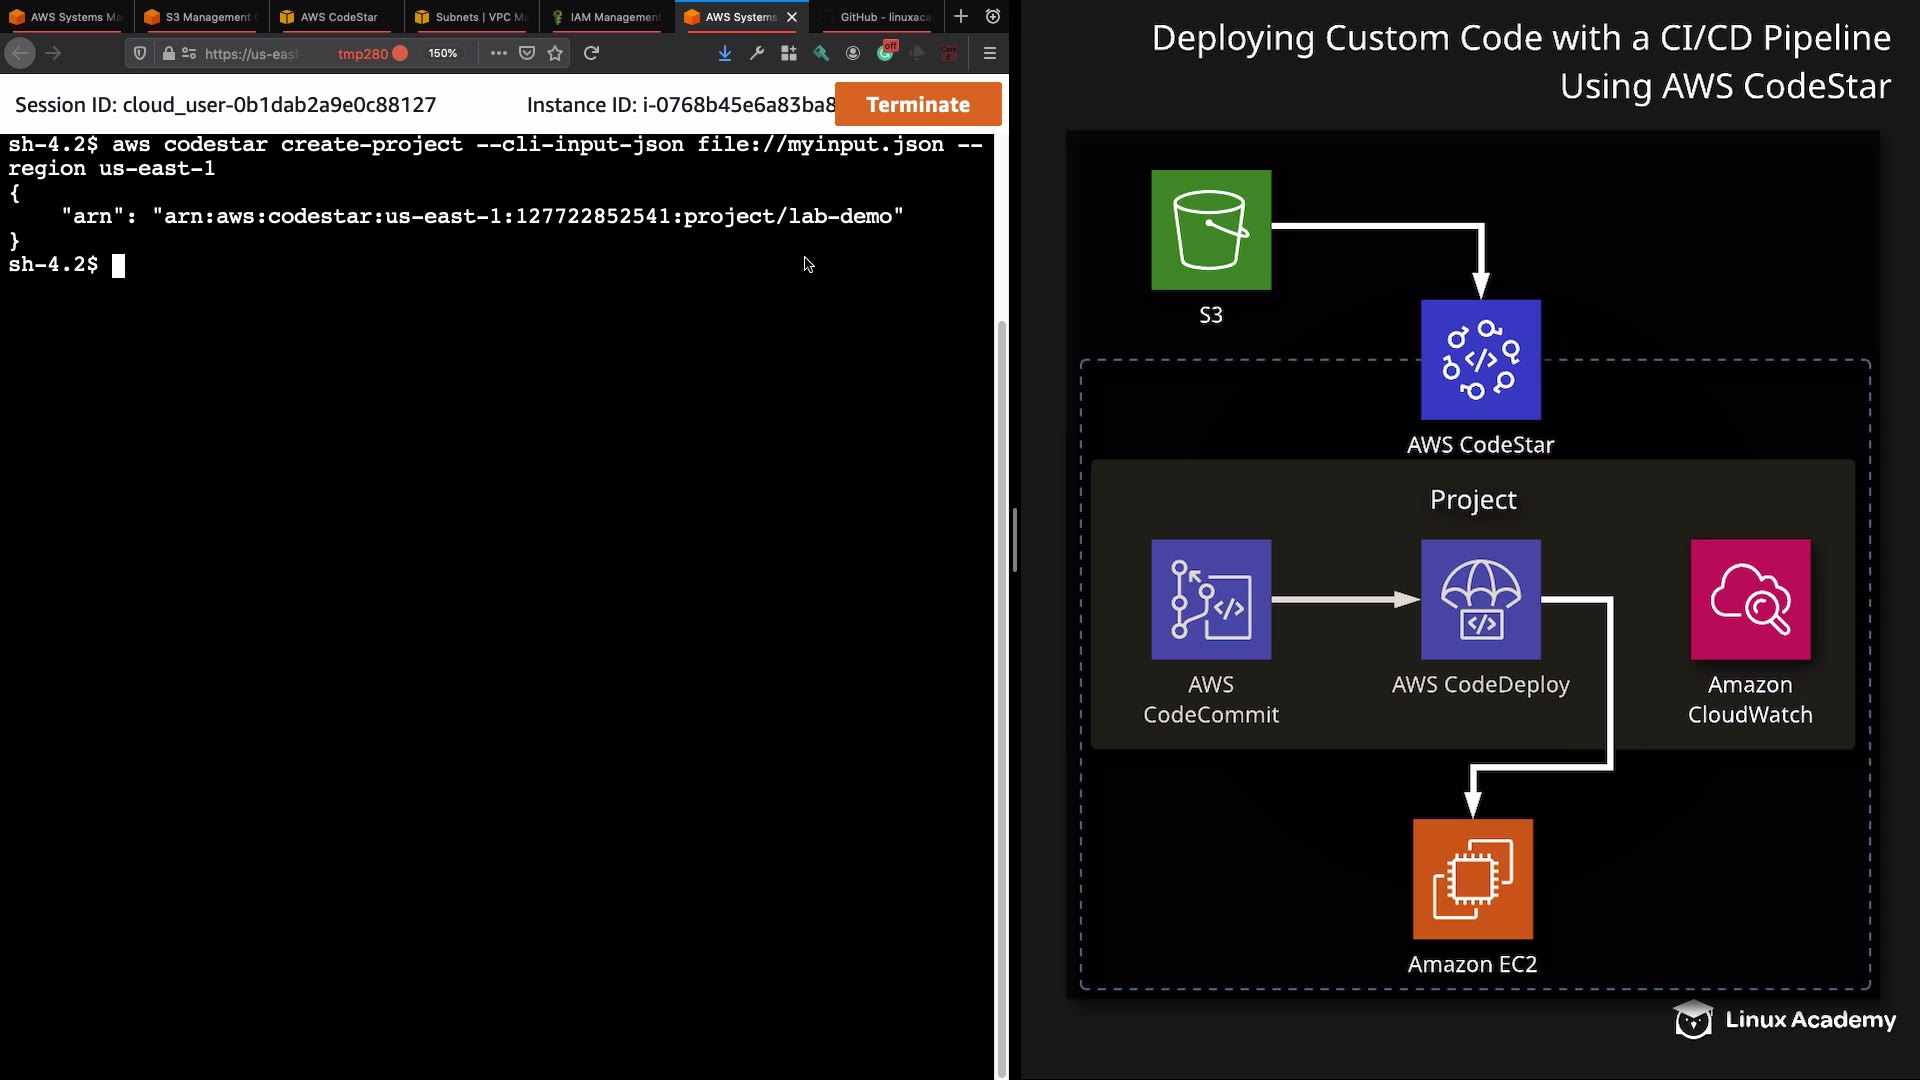 AWS Systems Ma
S3 Management C
AWS CodeStar
Subnets | VPC Ma
IAM Management
AWS Systems
GitHub - linuxaca
https://us-east
tmp280
150%
off
Session ID: cloud_user-0b1dab2a9e0c88127
Instance ID: i-0768b45e6a83ba8
Terminate
sh-4.2$ aws codestar create-project --cli-input-json file://myinput.json --
region us-east-1
{
"arn": "arn:aws:codestar:us-east-1:127722852541:project/lab-demo"
}
sh-4.2$
Deploying Custom Code with a CI/CD Pipeline
Using AWS CodeStar
S3
AWS CodeStar
Project
AWS
CodeCommit
AWS CodeDeploy
Amazon
CloudWatch
Amazon EC2
Linux Academy